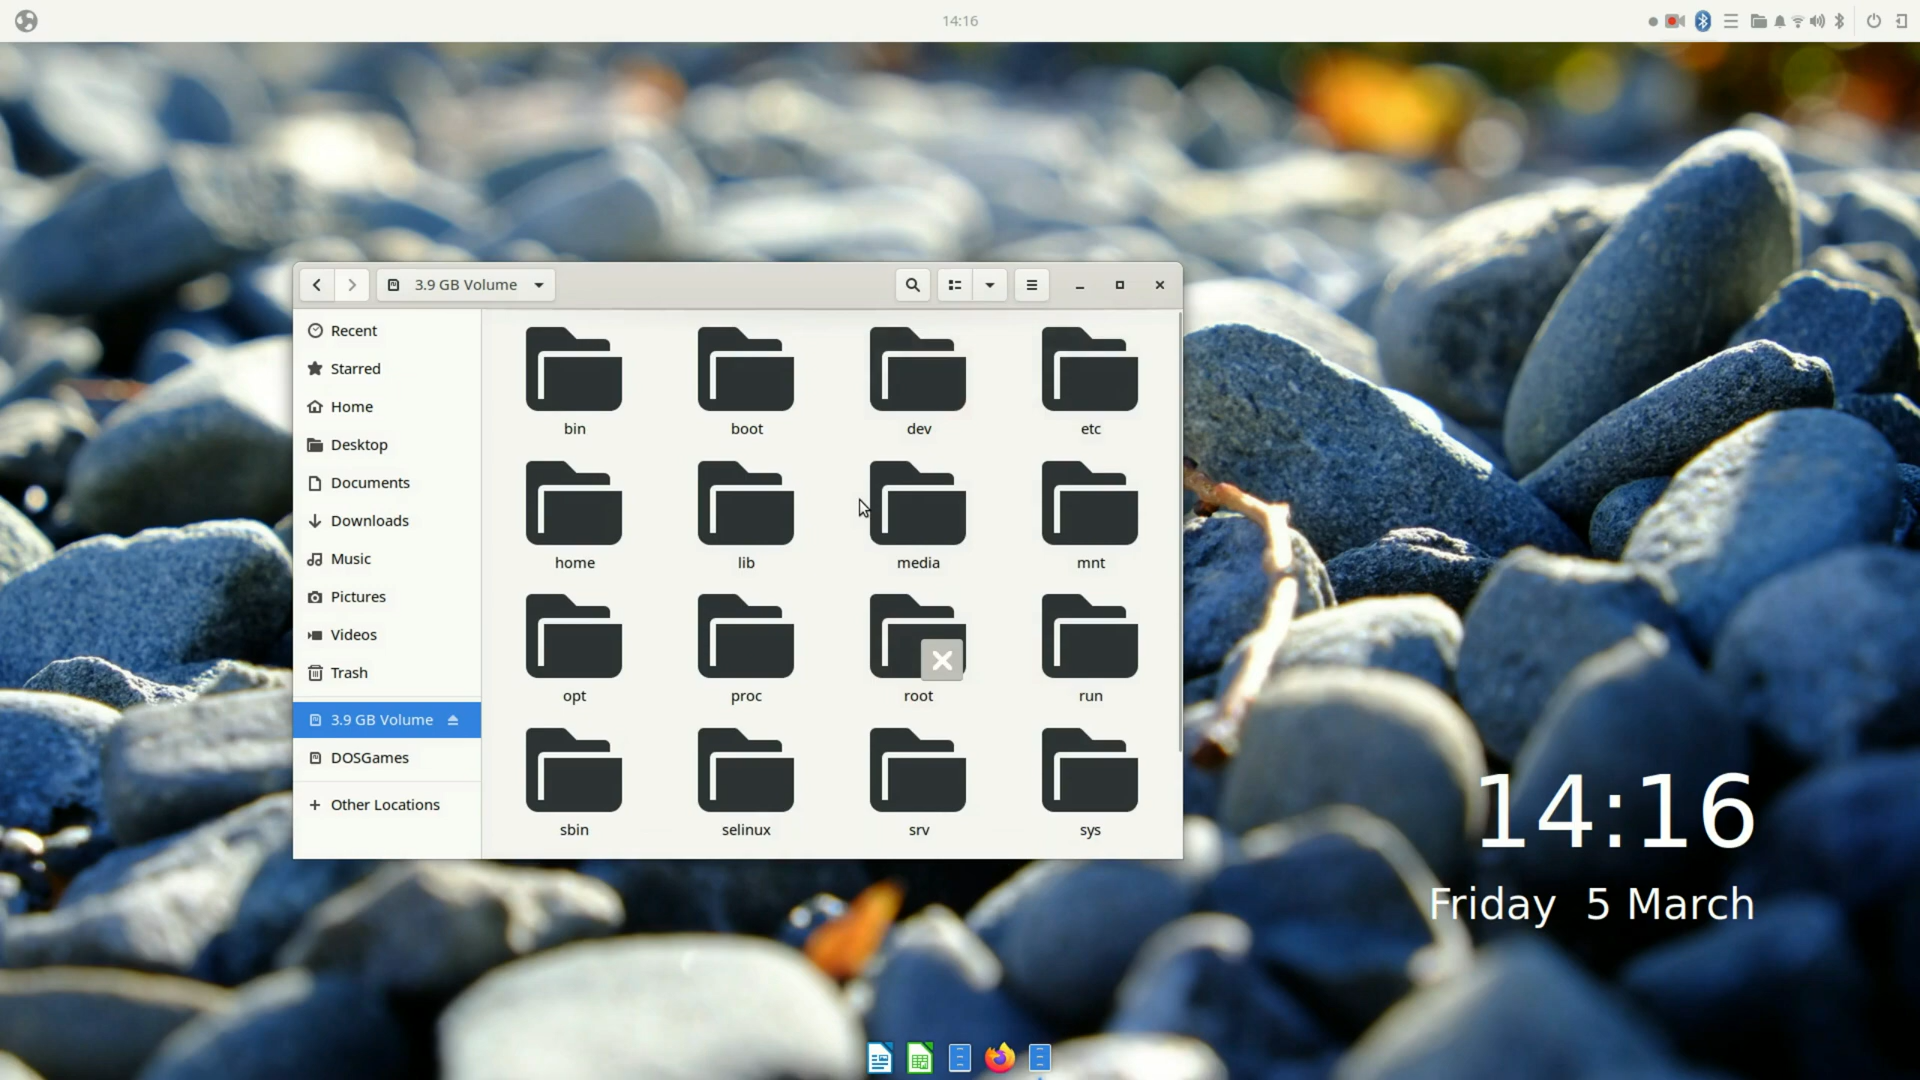 14:16
3.9 GB Volume
Recent
Starred
Home
Desktop
Documents
Downloads
Music
Pictures
Videos
Trash
3.9 GB Volume
DOSGames
Other Locations
bin boot dev etc
home lib media mnt
opt proc root run
sbin selinux srv sys
14:16
Friday 5 March